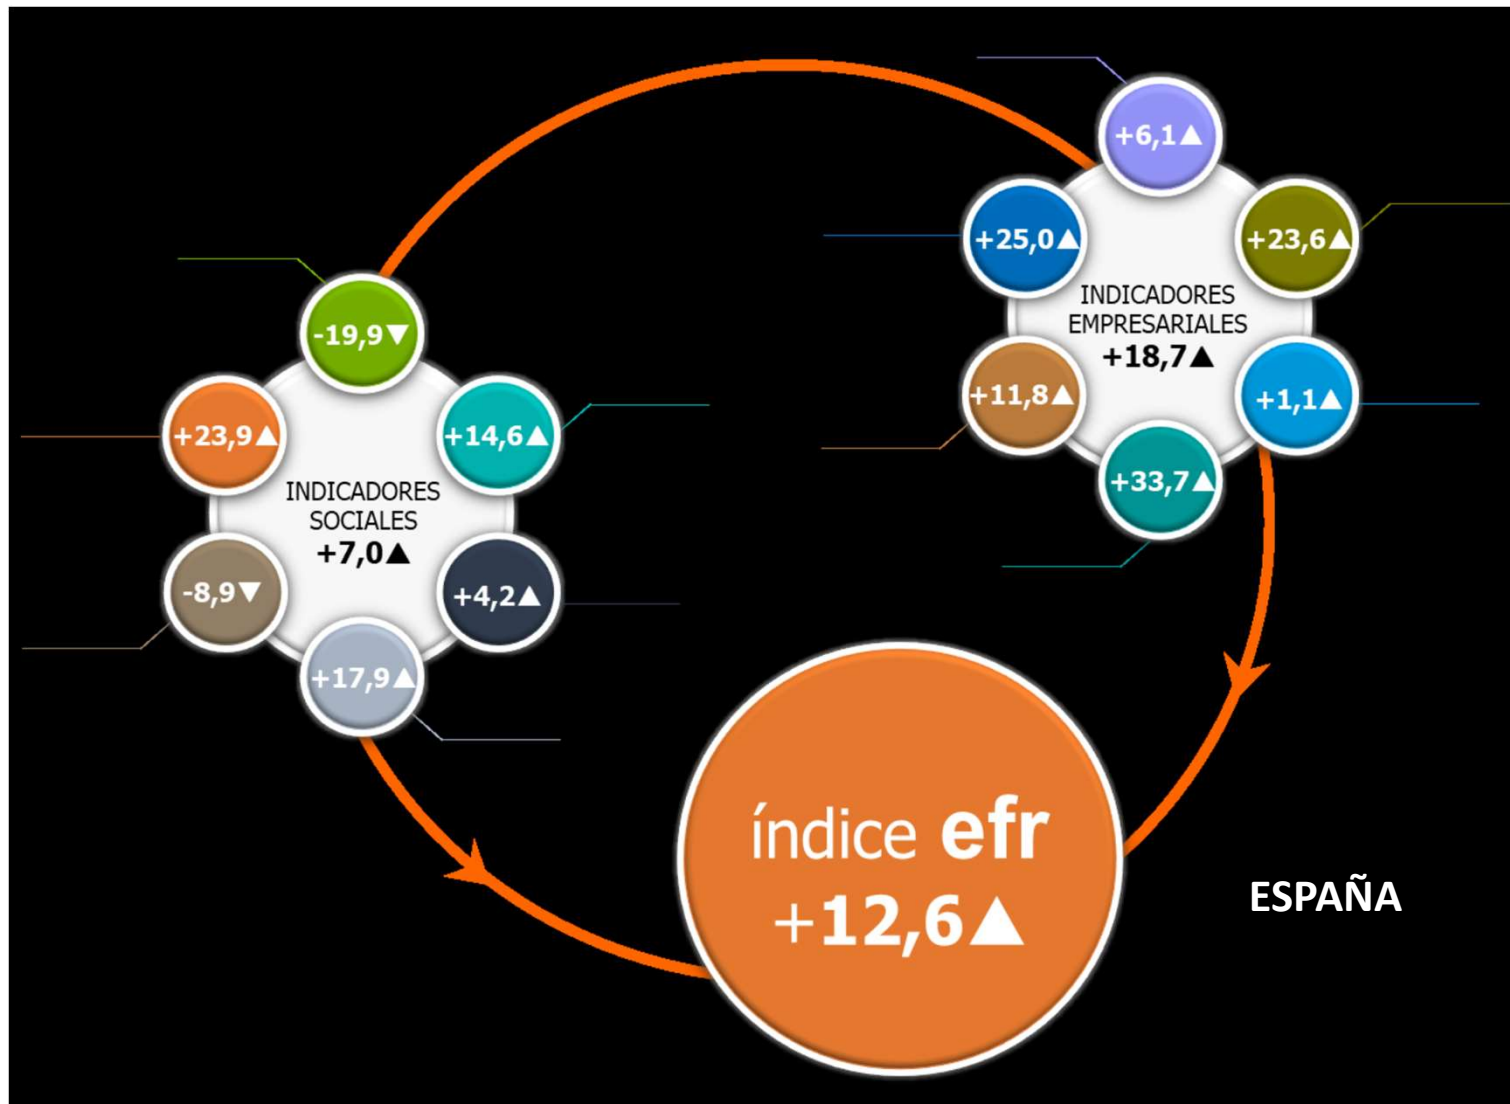 -19,9▼
+23,9▲
+14,6▲
INDICADORES
SOCIALES
+7,0▲
-8,9▼
+4,2▲
+17,9▲
+6,1▲
+25,0▲
+23,6▲
INDICADORES
EMPRESARIALES
+18,7▲
+11,8▲
+1,1▲
+33,7▲
índice efr
+12,6▲
ESPAÑA